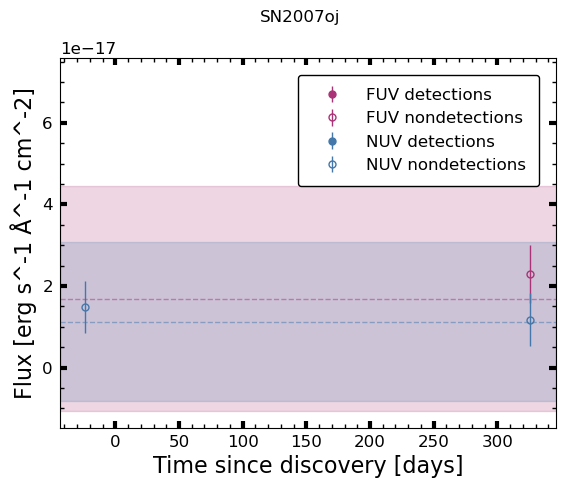 SN2007oj
1e−17
Flux [erg s^-1 Å^-1 cm^-2]
6
4
2
0
FUV detections
FUV nondetections
NUV detections
NUV nondetections
0 50 100 150 200 250 300
Time since discovery [days]